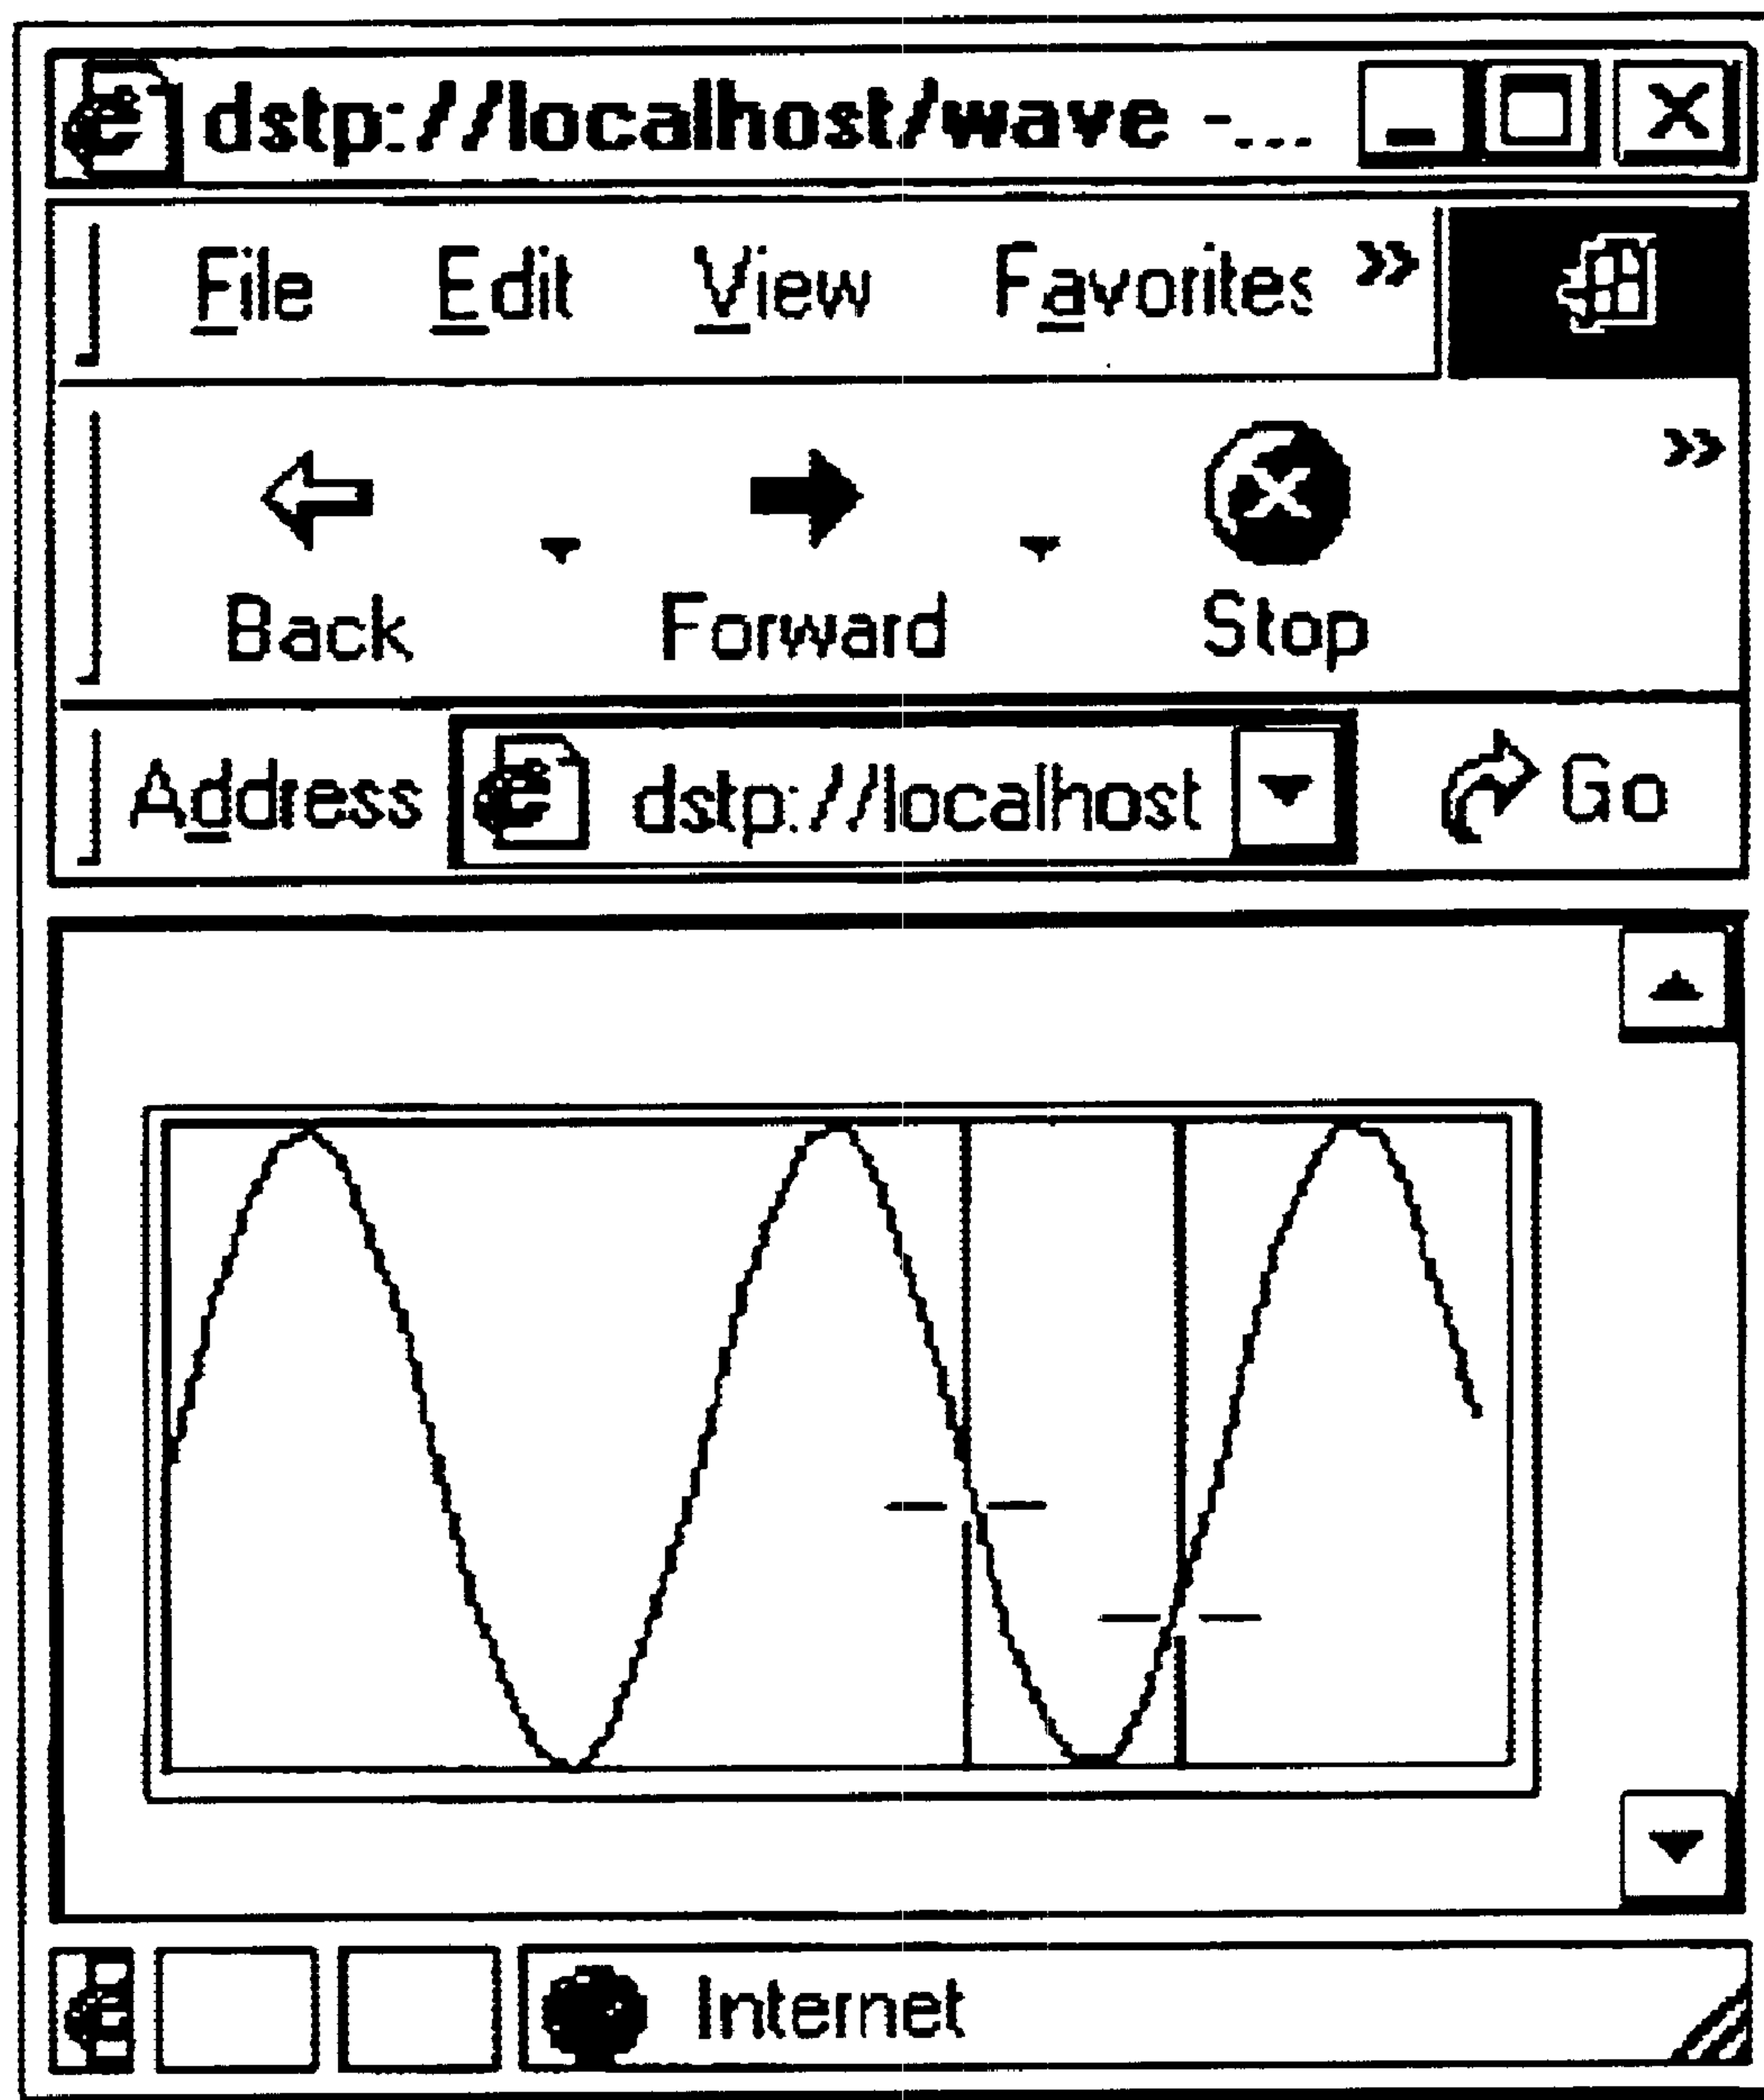 dstp://localhost/wave -...
File Edit View Favorites »
»
Back Forward Stop
Address dstp://localhost Go
Internet